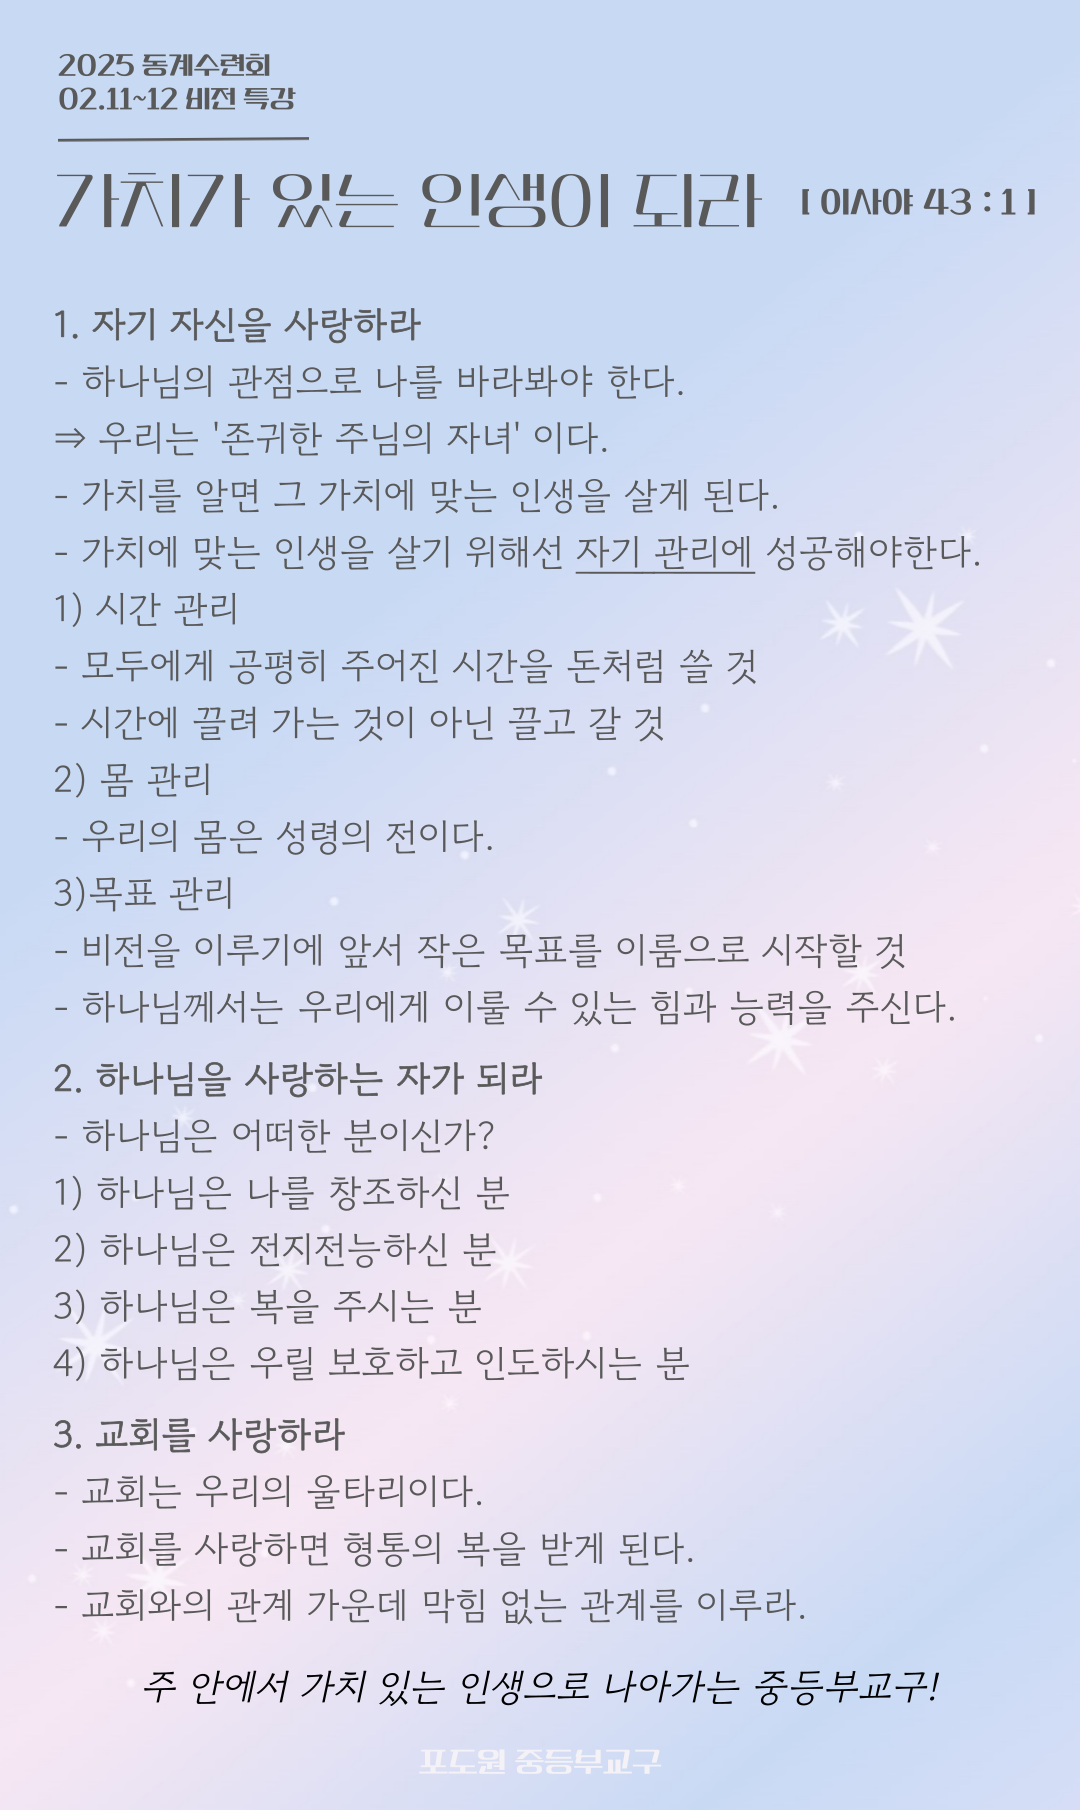 2025 동계수련회
02.11~12 비전 특강
가치가 있는 인생이 되라 [ 이사야 43 : 1 ]
1. 자기 자신을 사랑하라
- 하나님의 관점으로 나를 바라봐야 한다.
⇒ 우리는 '존귀한 주님의 자녀' 이다.
- 가치를 알면 그 가치에 맞는 인생을 살게 된다.
- 가치에 맞는 인생을 살기 위해선 자기 관리에 성공해야한다.
1) 시간 관리
- 모두에게 공평히 주어진 시간을 돈처럼 쓸 것
- 시간에 끌려 가는 것이 아닌 끌고 갈 것
2) 몸 관리
- 우리의 몸은 성령의 전이다.
3)목표 관리
- 비전을 이루기에 앞서 작은 목표를 이룸으로 시작할 것
- 하나님께서는 우리에게 이룰 수 있는 힘과 능력을 주신다.
2. 하나님을 사랑하는 자가 되라
- 하나님은 어떠한 분이신가?
1) 하나님은 나를 창조하신 분
2) 하나님은 전지전능하신 분
3) 하나님은 복을 주시는 분
4) 하나님은 우릴 보호하고 인도하시는 분
3. 교회를 사랑하라
- 교회는 우리의 울타리이다.
- 교회를 사랑하면 형통의 복을 받게 된다.
- 교회와의 관계 가운데 막힘 없는 관계를 이루라.
주 안에서 가치 있는 인생으로 나아가는 중등부교구!
포도원 중등부교구